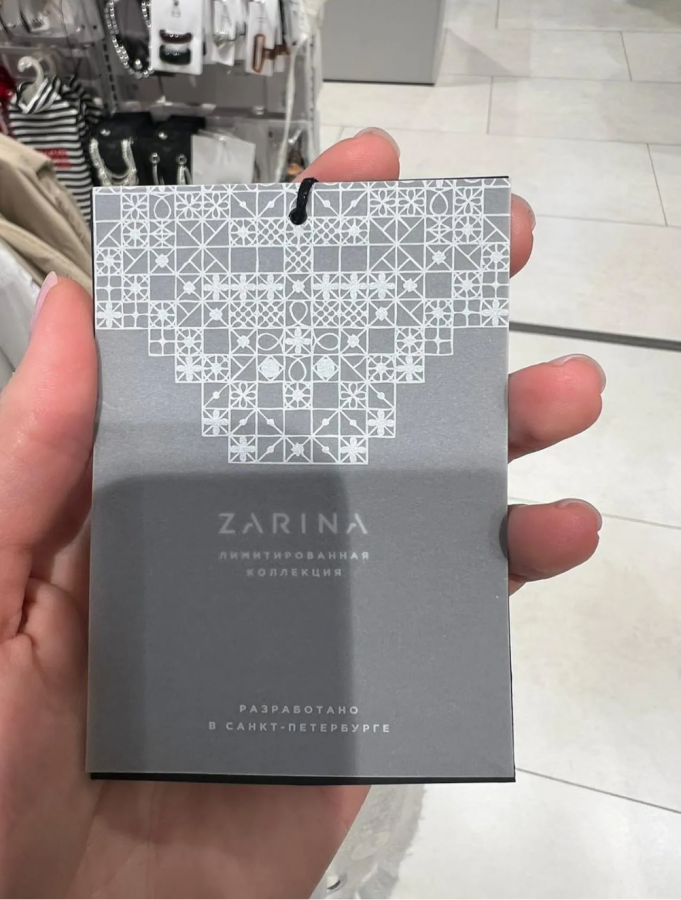 ZARINA
ЛИМИТИРОВАННАЯ
КОЛЛЕКЦИЯ
РАЗРАБОТАНО
В САНКТ-ПЕТЕРБУРГЕ